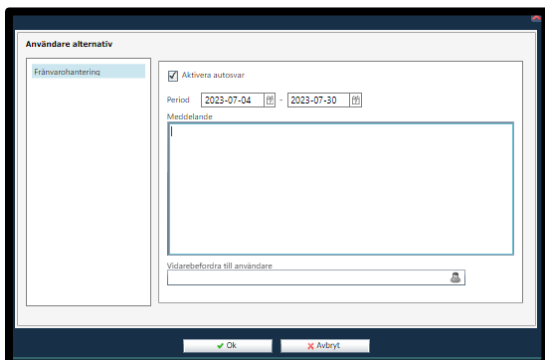 Användare alternativ
Frånvarohantering
Aktivera autosvar
Period 2023-07-04 - 2023-07-30
Meddelande
Vidarebefordra till användare
Ok Avbryt